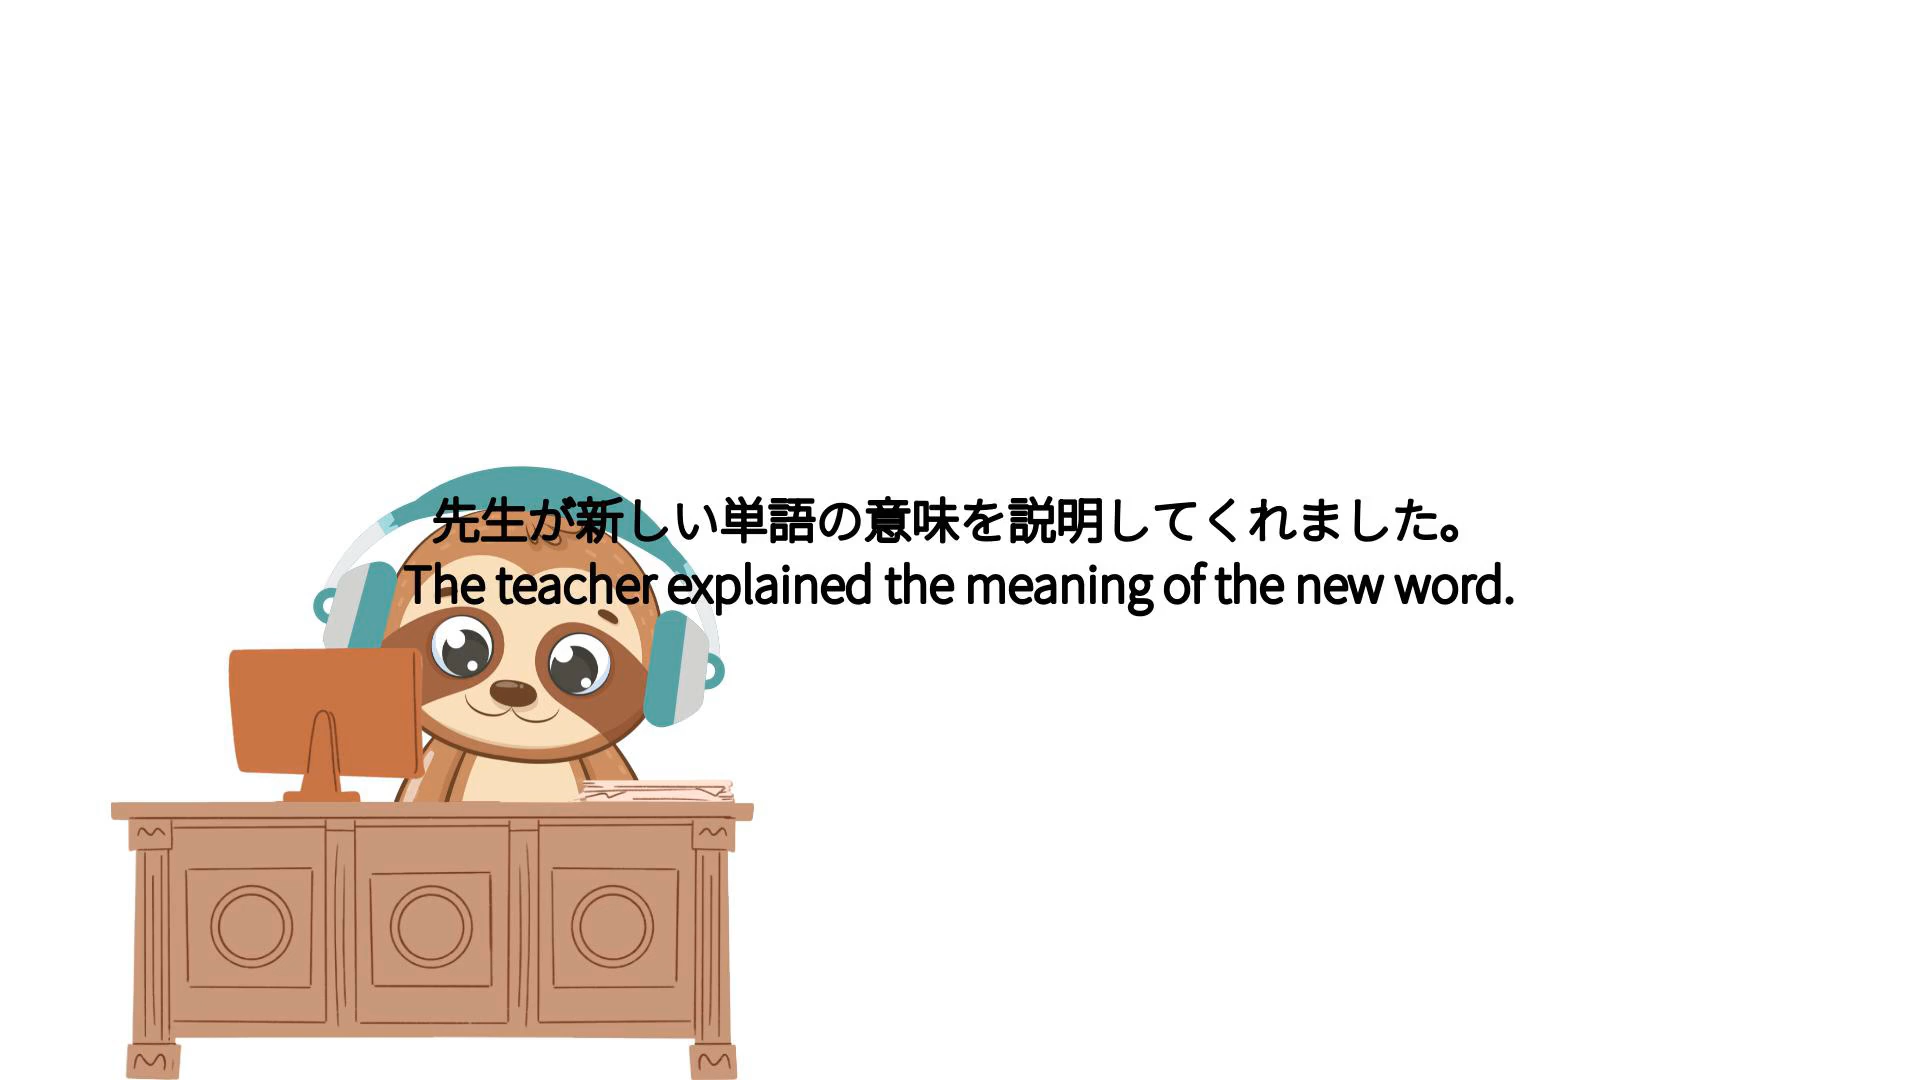 先生が新しい単語の意味を説明してくれました。
The teacher explained the meaning of the new word.